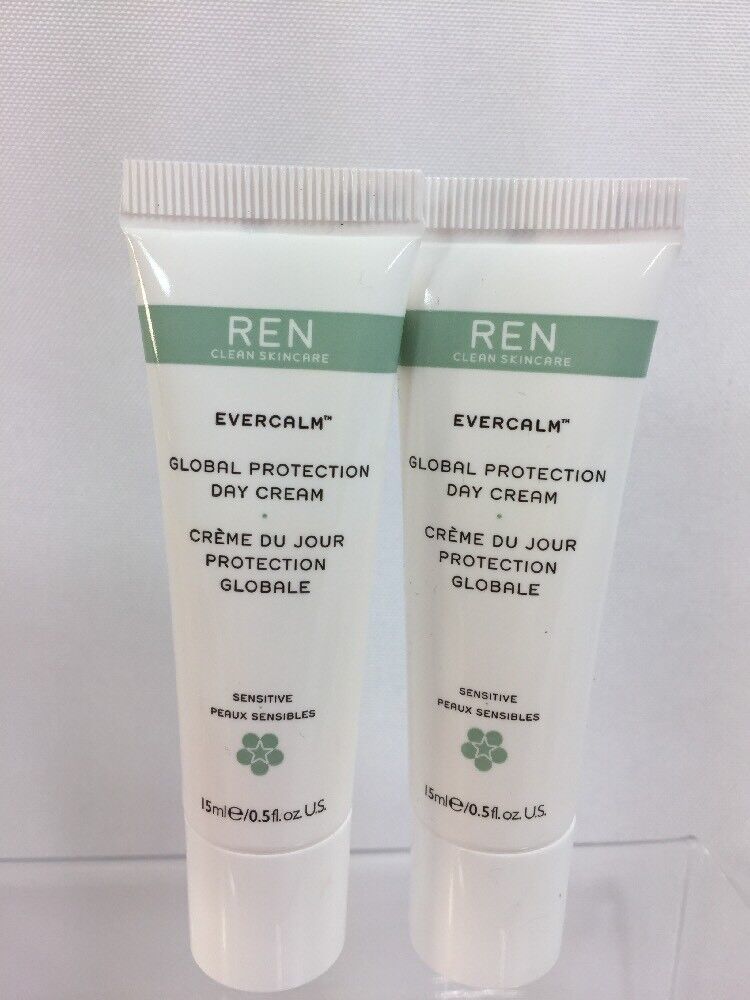 REN
CLEAN SKINCARE
EVERCALM™
GLOBAL PROTECTION
DAY CREAM
CRÈME DU JOUR
PROTECTION
GLOBALE
SENSITIVE
PEAUX SENSIBLES
15ml℮/0.5fl.oz. U.S.
REN
CLEAN SKINCARE
EVERCALM™
GLOBAL PROTECTION
DAY CREAM
CRÈME DU JOUR
PROTECTION
GLOBALE
SENSITIVE
PEAUX SENSIBLES
15ml℮/0.5fl.oz. U.S.